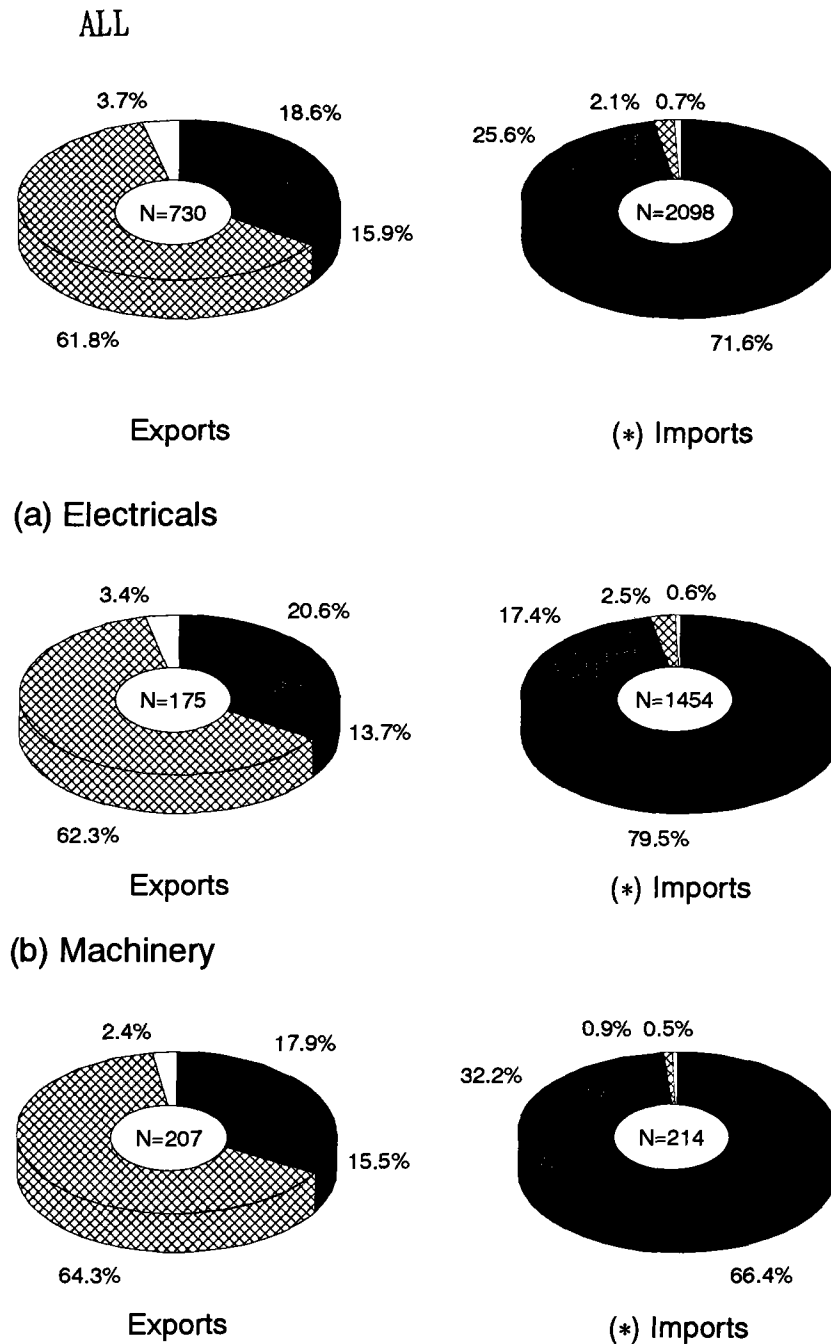 ALL
3.7% 18.6%
2.1% 0.7%
25.6%
N=730 N=2098
15.9%
61.8% 71.6%
Exports (*) Imports
(a) Electricals
3.4% 20.6%
2.5% 0.6%
17.4%
N=175 N=1454
13.7%
62.3% 79.5%
Exports (*) Imports
(b) Machinery
2.4% 17.9%
0.9% 0.5%
32.2%
N=207 N=214
15.5%
64.3% 66.4%
Exports (*) Imports